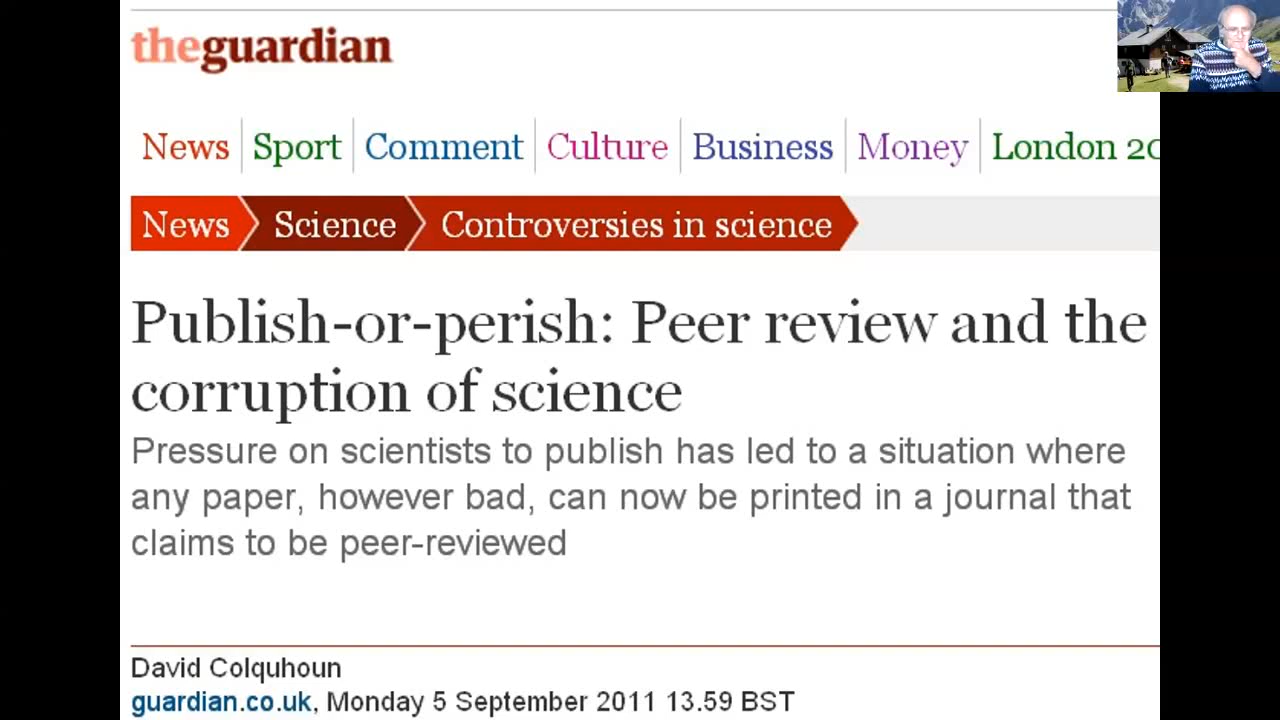 theguardian
News Sport Comment Culture Business Money London 20
News Science Controversies in science
Publish-or-perish: Peer review and the
corruption of science
Pressure on scientists to publish has led to a situation where
any paper, however bad, can now be printed in a journal that
claims to be peer-reviewed
David Colquhoun
guardian.co.uk, Monday 5 September 2011 13.59 BST